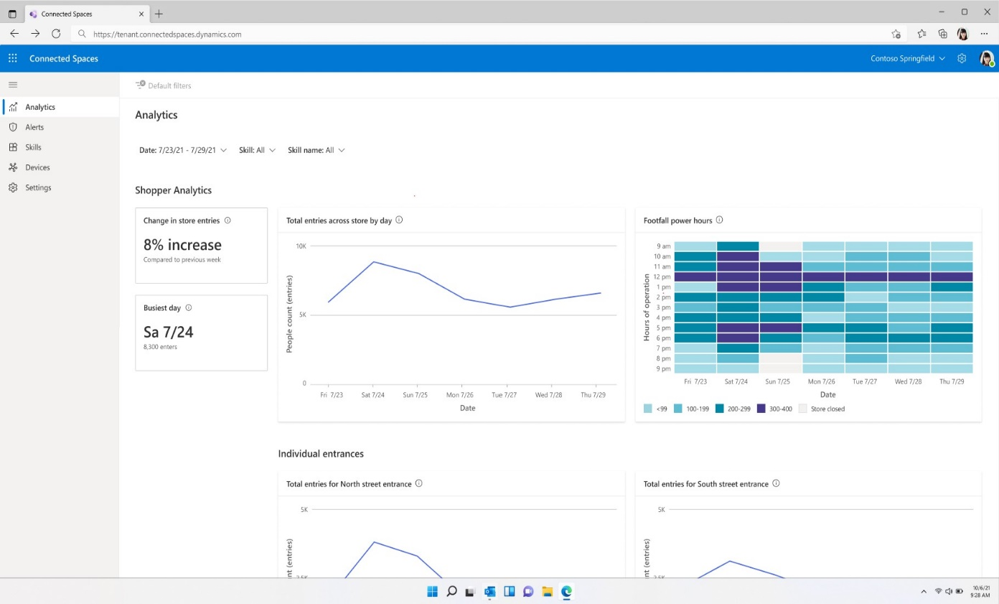 Connected Spaces
https://tenant.connectedspaces.dynamics.com
Connected Spaces
Contoso Springfield
Default filters
Analytics
Alerts
Skills
Devices
Settings
Analytics
Date: 7/23/21 - 7/29/21
Skill: All
Skill name: All
Shopper Analytics
Change in store entries
8% increase
Compared to previous week
Busiest day
Sa 7/24
8,300 enters
Total entries across store by day
People count (entries)
10K
5K
0
Fri 7/23
Sat 7/24
Sun 7/25
Mon 7/26
Tue 7/27
Wed 7/28
Thu 7/29
Date
Footfall power hours
Hours of operation
9 am
10 am
11 am
12 pm
1 pm
2 pm
3 pm
4 pm
5 pm
6 pm
7 pm
8 pm
9 pm
Fri 7/23
Sat 7/24
Sun 7/25
Mon 7/26
Tue 7/27
Wed 7/28
Thu 7/29
Date
<99
100-199
200-299
300-400
Store closed
Individual entrances
Total entries for North street entrance
5K
(entries)
Total entries for South street entrance
5K
(entries)
10/6/21
9:28 AM